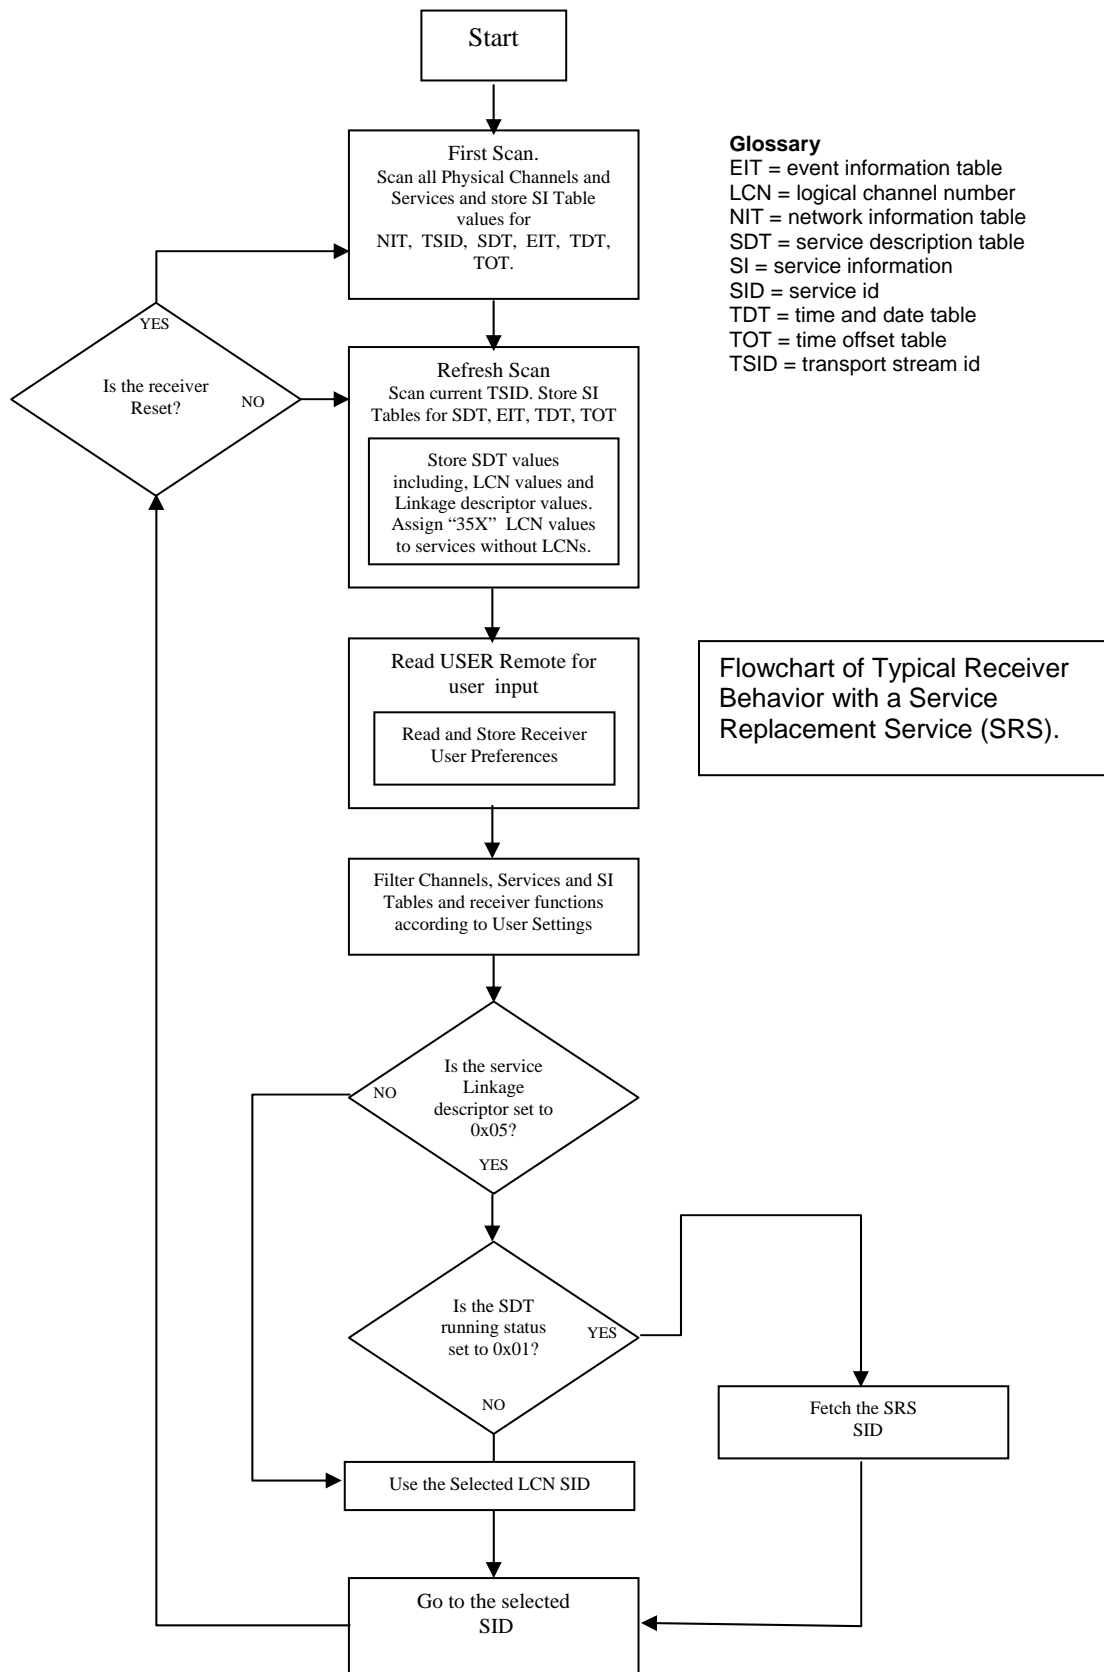 Start
First Scan.
Scan all Physical Channels and
Services and store SI Table
values for
NIT, TSID, SDT, EIT, TDT,
TOT.
Glossary
EIT = event information table
LCN = logical channel number
NIT = network information table
SDT = service description table
SI = service information
SID = service id
TDT = time and date table
TOT = time offset table
TSID = transport stream id
YES
Is the receiver
Reset?
NO
Refresh Scan
Scan current TSID. Store SI
Tables for SDT, EIT, TDT, TOT
Store SDT values
including, LCN values and
Linkage descriptor values.
Assign “35X” LCN values
to services without LCNs.
Read USER Remote for
user input
Read and Store Receiver
User Preferences
Flowchart of Typical Receiver
Behavior with a Service
Replacement Service (SRS).
Filter Channels, Services and SI
Tables and receiver functions
according to User Settings
Is the service
Linkage
descriptor set to
0x05?
NO
YES
Is the SDT
running status
set to 0x01?
YES
NO
Fetch the SRS
SID
Use the Selected LCN SID
Go to the selected
SID